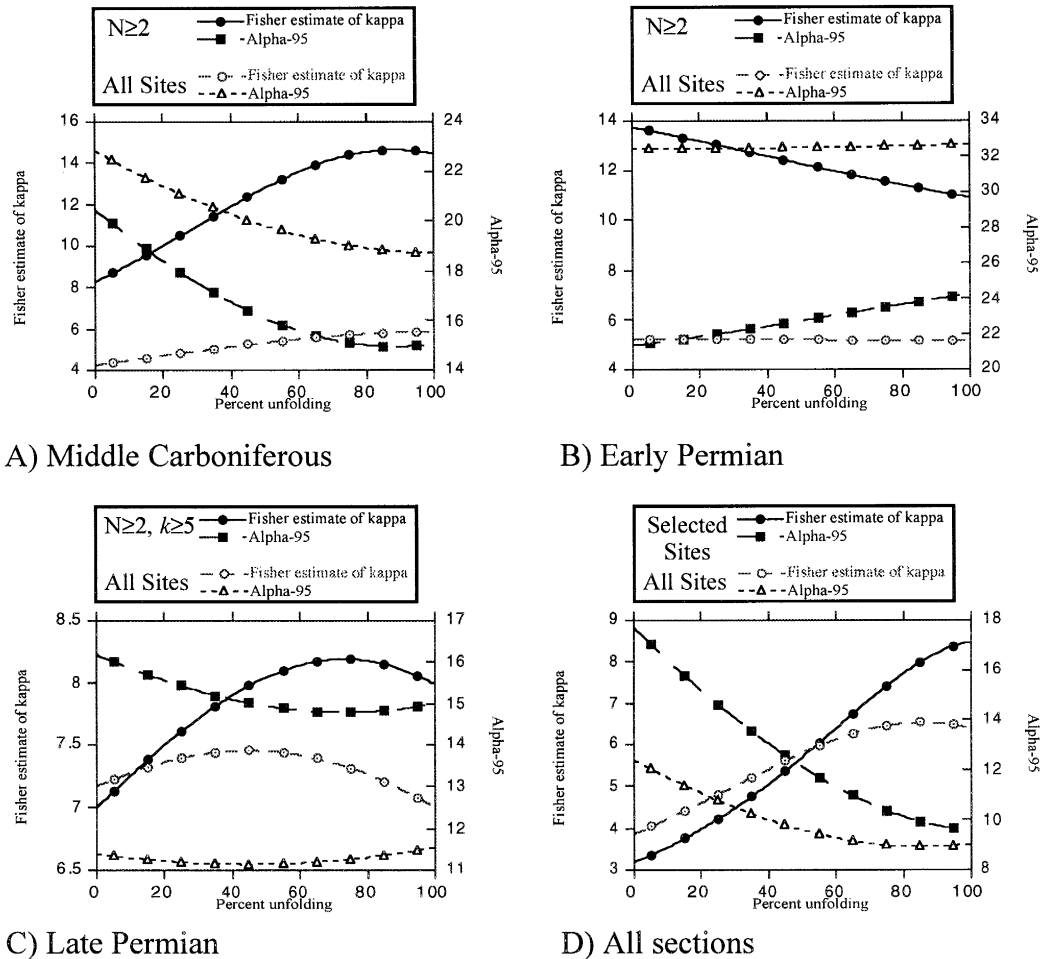 N≥2
Fisher estimate of kappa
Alpha-95
All Sites
Fisher estimate of kappa
Alpha-95
16
14
12
10
8
6
4
24
22
20
18
16
14
0 20 40 60 80 100
Fisher estimate of kappa
Alpha-95
Percent unfolding
A) Middle Carboniferous
N≥2
Fisher estimate of kappa
Alpha-95
All Sites
Fisher estimate of kappa
Alpha-95
14
13
12
11
10
9
8
7
6
5
4
34
32
30
28
26
24
22
20
0 20 40 60 80 100
Fisher estimate of kappa
Alpha-95
Percent unfolding
B) Early Permian
N≥2, k≥5
Fisher estimate of kappa
Alpha-95
All Sites
Fisher estimate of kappa
Alpha-95
8.5
8
7.5
7
6.5
17
16
15
14
13
12
11
0 20 40 60 80 100
Fisher estimate of kappa
Alpha-95
Percent unfolding
C) Late Permian
Selected
Sites
Fisher estimate of kappa
Alpha-95
All Sites
Fisher estimate of kappa
Alpha-95
9
8
7
6
5
4
3
18
16
14
12
10
8
0 20 40 60 80 100
Fisher estimate of kappa
Alpha-95
Percent unfolding
D) All sections